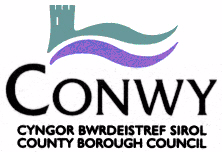 CONWY
CYNGOR BWRDEISTREF SIROL
COUNTY BOROUGH COUNCIL